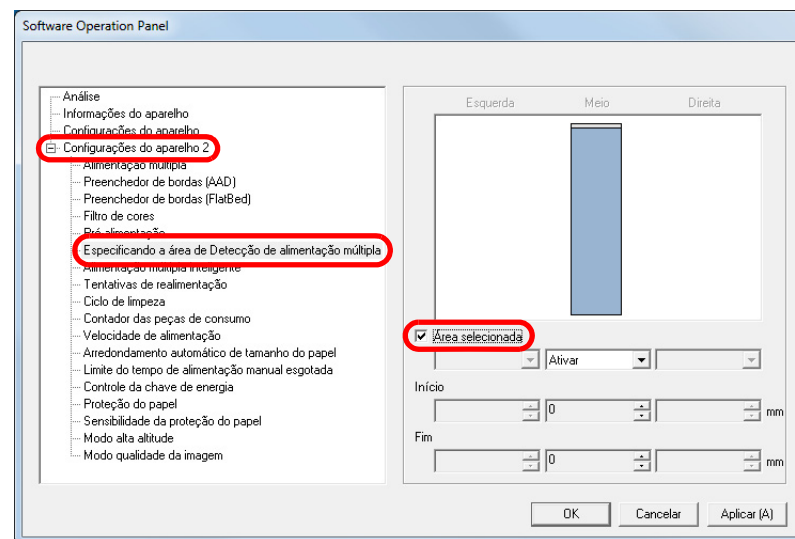 Software Operation Panel
Análise
Informações do aparelho
Configurações do aparelho
Configurações do aparelho 2
Alimentação múltipla
Preenchedor de bordas (AAD)
Preenchedor de bordas (FlatBed)
Filtro de cores
Pré-alimentação
Especificando a área de Detecção de alimentação múltipla
Alimentação múltipla inteligente
Tentativas de realimentação
Ciclo de limpeza
Contador das peças de consumo
Velocidade de alimentação
Arredondamento automático de tamanho do papel
Limite do tempo de alimentação manual esgotada
Controle da chave de energia
Proteção do papel
Sensibilidade da proteção do papel
Modo alta altitude
Modo qualidade da imagem
Esquerda Meio Direita
Área selecionada
Ativar
Início
0 mm
Fim
0 mm
OK Cancelar Aplicar (A)